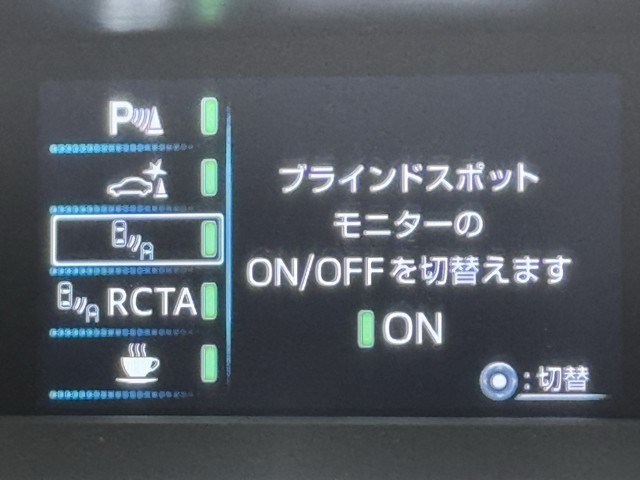 P
RCTA
ブラインドスポット
モニターの
ON/OFFを切替えます
ON
:切替